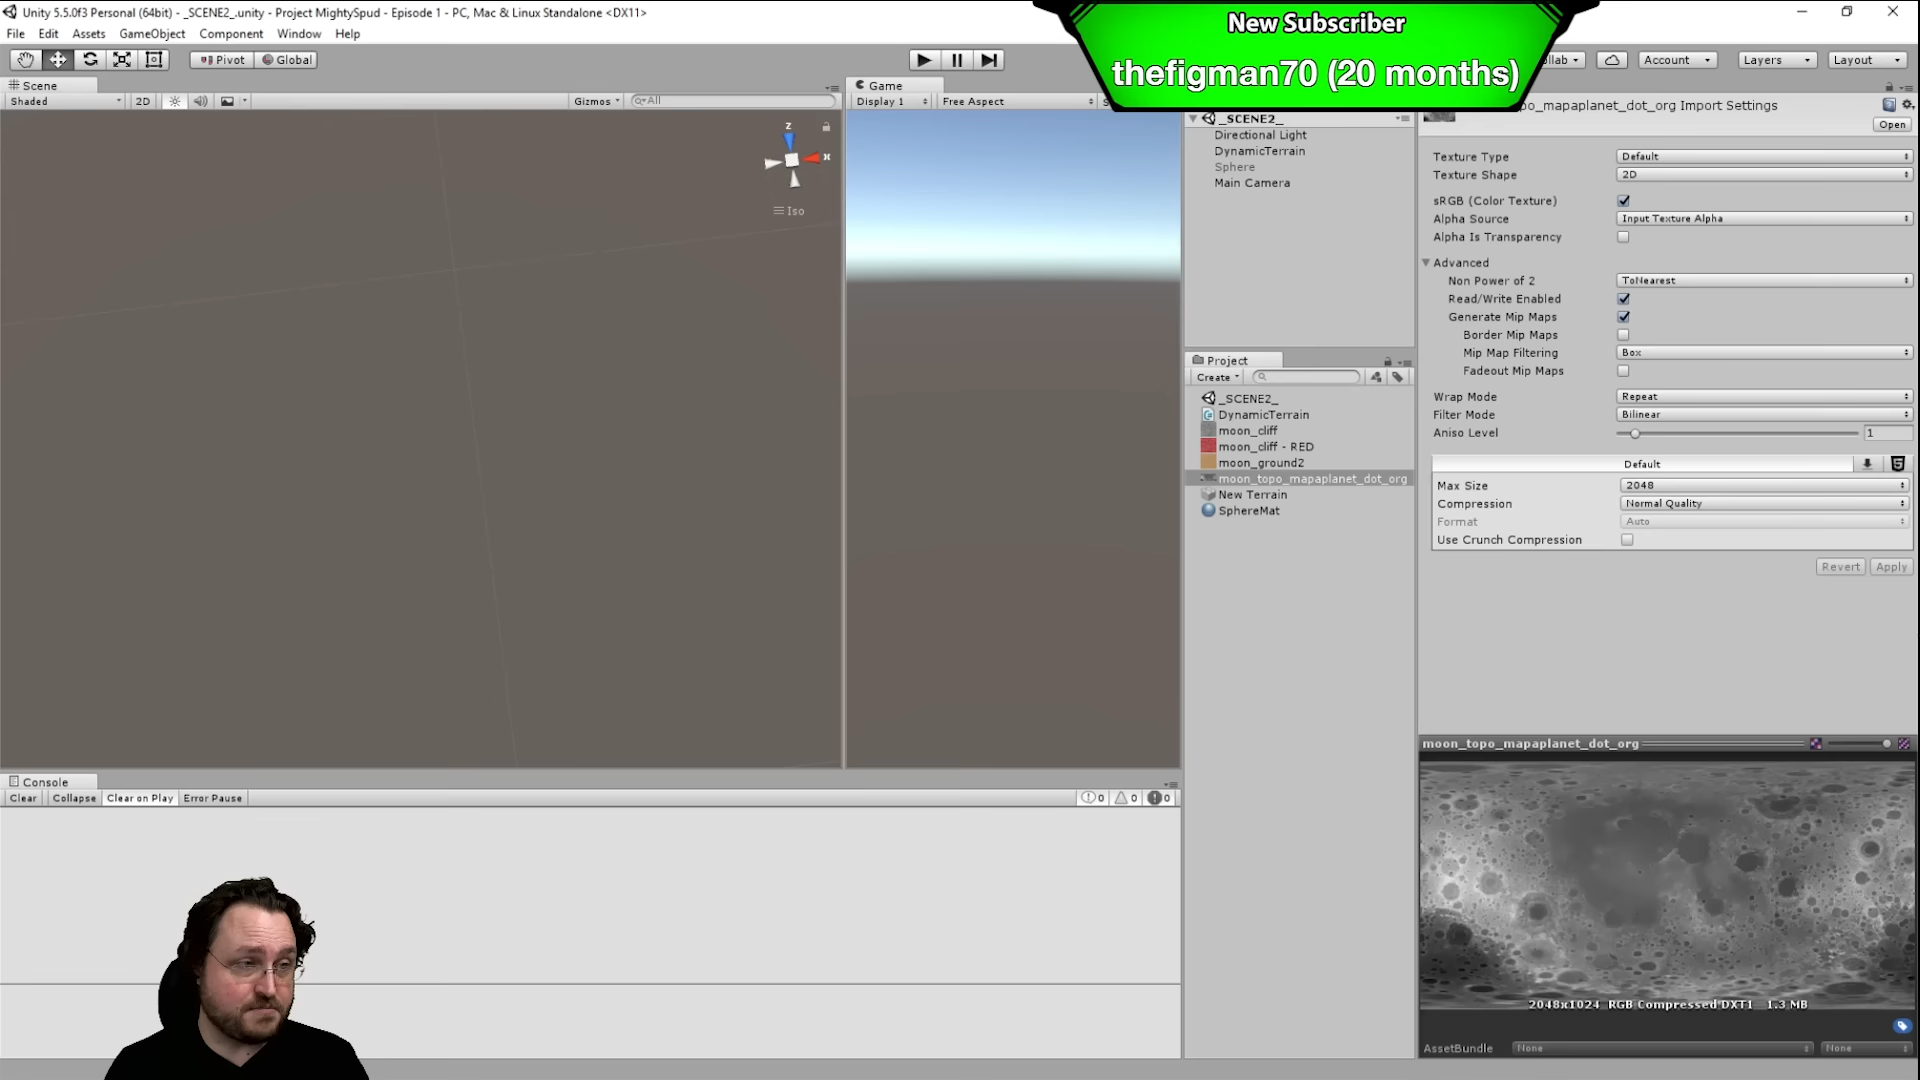 Unity 5.5.0f3 Personal (64bit) - _SCENE2_.unity - Project MightySpud - Episode 1 - PC, Mac & Linux Standalone <DX11>
New Subscriber
thefigman70 (20 months)
File Edit Assets GameObject Component Window Help
Pivot Global
Account Layers Layout
Scene
Shaded 2D Gizmos All
z
x
Iso
Game
Display 1 Free Aspect
_SCENE2_
Directional Light
DynamicTerrain
Sphere
Main Camera
Project
Create
_SCENE2_
DynamicTerrain
moon_cliff
moon_cliff - RED
moon_ground2
moon_topo_mapaplanet_dot_org
New Terrain
SphereMat
po_mapaplanet_dot_org Import Settings
Open
Texture Type Default
Texture Shape 2D
sRGB (Color Texture)
Alpha Source Input Texture Alpha
Alpha Is Transparency
Advanced
Non Power of 2 ToNearest
Read/Write Enabled
Generate Mip Maps
Border Mip Maps
Mip Map Filtering Box
Fadeout Mip Maps
Wrap Mode Repeat
Filter Mode Bilinear
Aniso Level 1
Default
Max Size 2048
Compression Normal Quality
Format Auto
Use Crunch Compression
Revert Apply
moon_topo_mapaplanet_dot_org
2048x1024 RGB Compressed DXT1 1.3 MB
AssetBundle None None
Console
Clear Collapse Clear on Play Error Pause
0 0 0